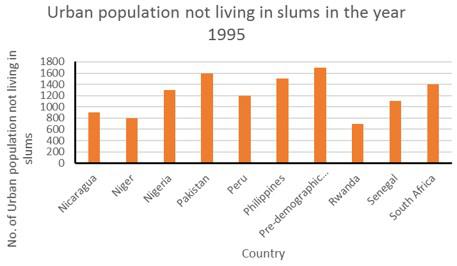 Urban population not living in slums in the year
1995
No. of Urban population not living in
slums
1800
1600
1400
1200
1000
800
600
400
200
0
Nicaragua
Niger
Nigeria
Pakistan
Peru
Philippines
Pre-demographic...
Rwanda
Senegal
South Africa
Country